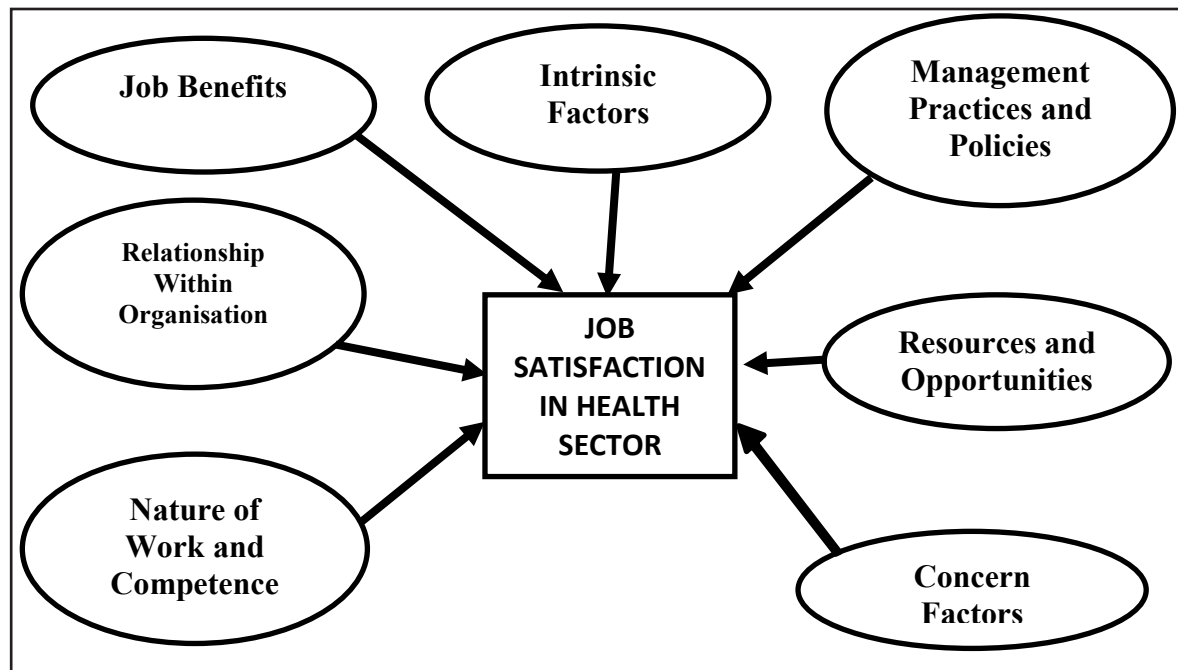 Job Benefits
Intrinsic
Factors
Management
Practices and
Policies
Relationship
Within
Organisation
JOB
SATISFACTION
IN HEALTH
SECTOR
Resources and
Opportunities
Nature of
Work and
Competence
Concern
Factors